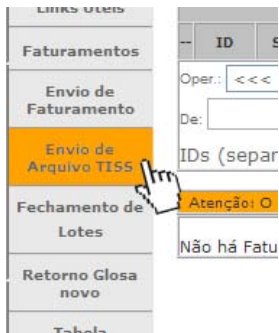 Links Úteis
Faturamentos
Envio de
Faturamento
Envio de
Arquivo TISS
Fechamento de
Lotes
Retorno Glosa
novo
Tabela
-- ID S
Oper.: <<<
De:
IDs (separ
Atenção: O
Não há Fatu